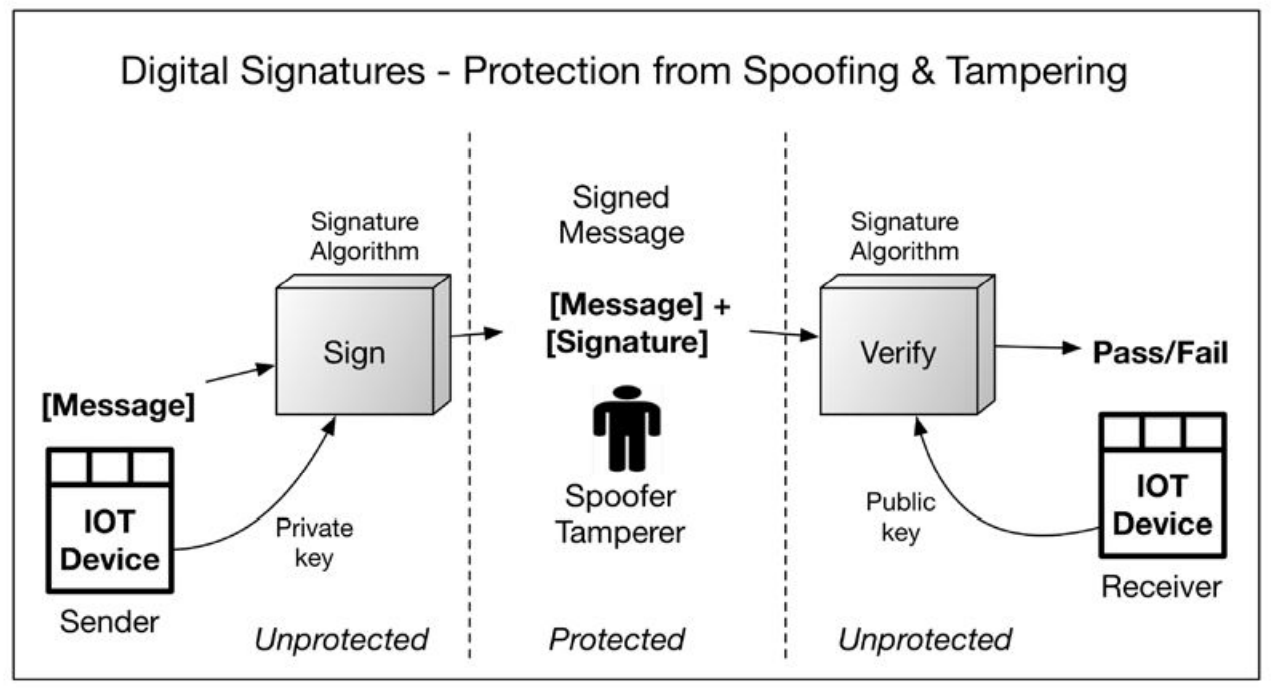 Digital Signatures - Protection from Spoofing & Tampering
Signature
Algorithm
Sign
[Message]
IOT
Device
Sender
Private
key
Unprotected
Signed
Message
[Message] +
[Signature]
Spoofer
Tamperer
Protected
Signature
Algorithm
Verify
Pass/Fail
Public
key
IOT
Device
Receiver
Unprotected